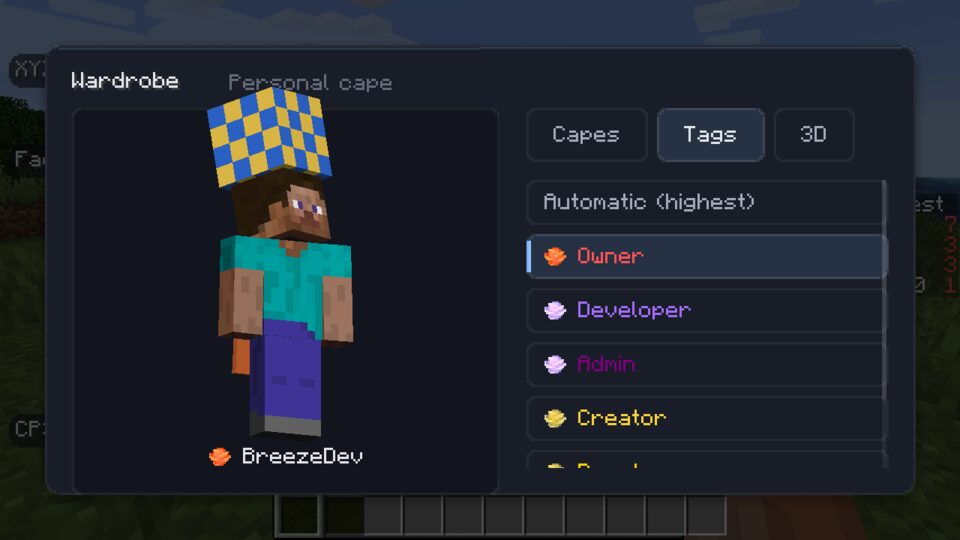 Wardrobe
Personal cape
Capes
Tags
3D
Automatic (highest)
Owner
Developer
Admin
Creator
BreezeDev